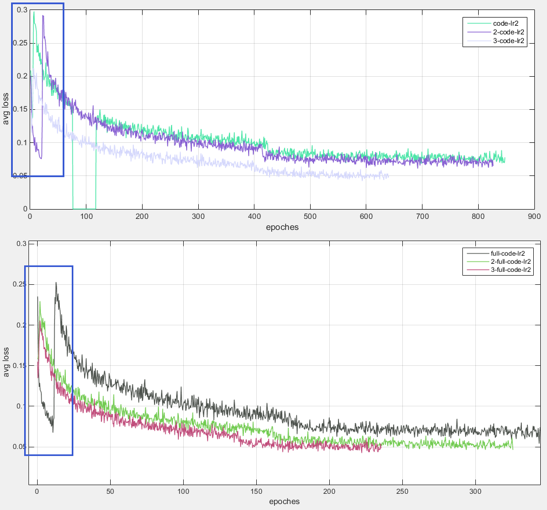 0.3
0.25
0.2
0.15
0.1
0.05
0
avg loss
code-lr2
2-code-lr2
3-code-lr2
0 100 200 300 400 500 600 700 800 900
epoches
0.3
0.25
0.2
0.15
0.1
0.05
avg loss
full-code-lr2
2-full-code-lr2
3-full-code-lr2
0 50 100 150 200 250 300
epoches